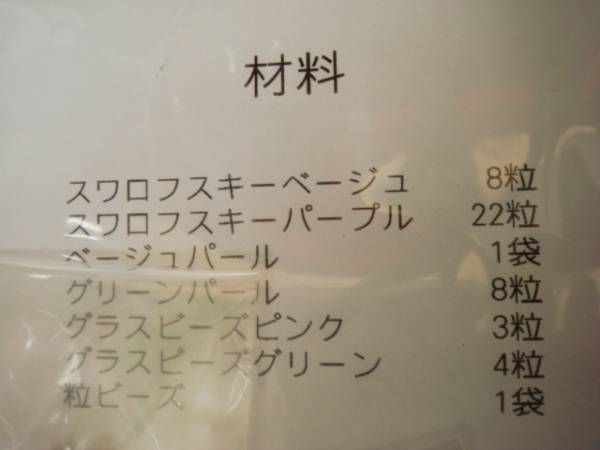 材料
スワロフスキーベージュ 8粒
スワロフスキーパープル 22粒
ベージュパール 1袋
グリーンパール 8粒
グラスビーズピンク 3粒
グラスビーズグリーン 4粒
粒ビーズ 1袋